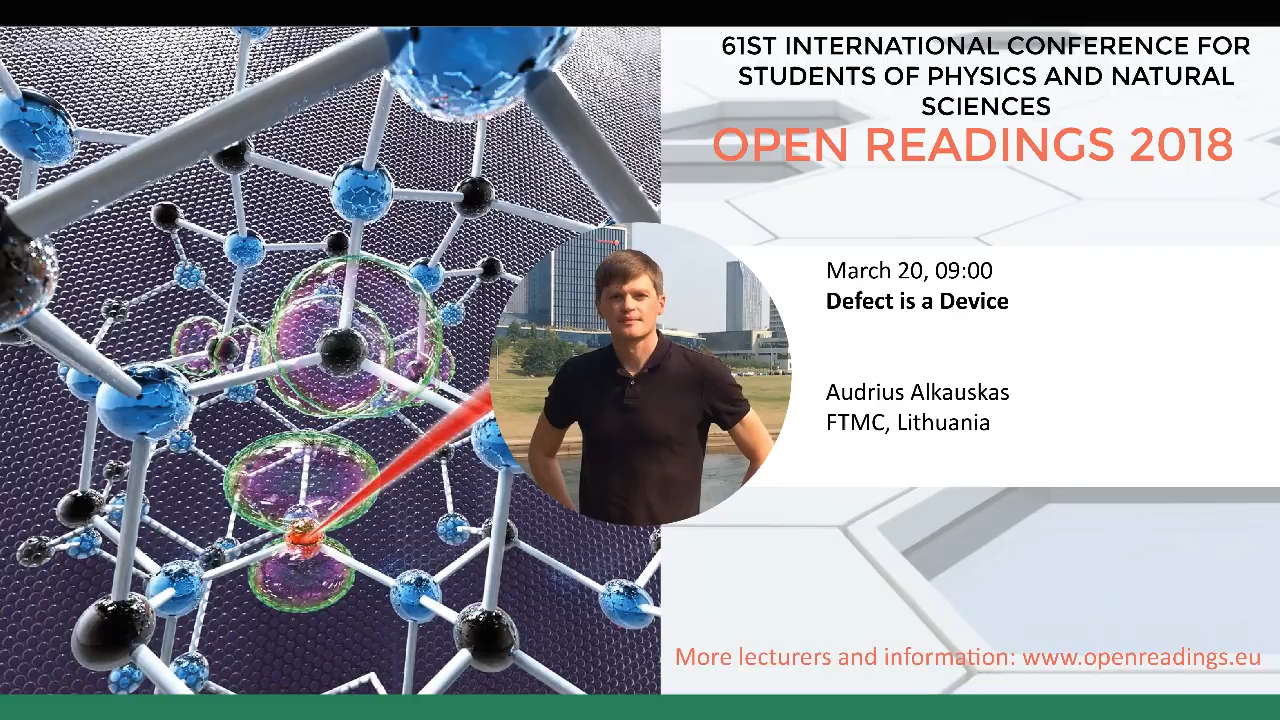 61ST INTERNATIONAL CONFERENCE FOR
STUDENTS OF PHYSICS AND NATURAL
SCIENCES
OPEN READINGS 2018
March 20, 09:00
Defect is a Device
Audrius Alkauskas
FTMC, Lithuania
More lecturers and information: www.openreadings.eu